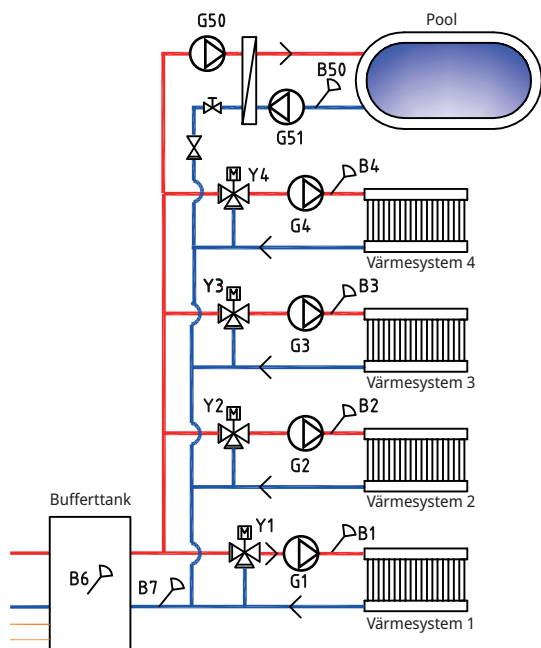 G50
Pool
B50
G51
Y4
B4
G4
Värmesystem 4
Y3
M
B3
G3
Värmesystem 3
Y2
M
B2
G2
Värmesystem 2
Bufferttank
M
Y1
B1
B6
B7
G1
Värmesystem 1
M